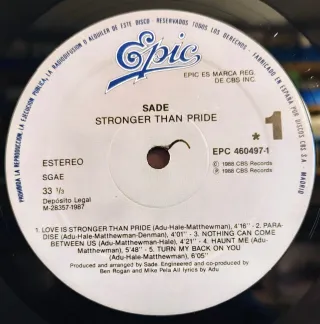 PROHIBIDA LA REPRODUCCION, LA EJECUCION PUBLICA, LA RADIODIFUSION O ALQUILER DE ESTE DISCO - RESERVADOS TODOS LOS DERECHOS - FABRICADO EN ESPAÑA POR DISCOS CBS S.A. MADRID
Epic
EPIC ES MARCA REG.
DE CBS INC.
SADE
STRONGER THAN PRIDE
* 1
ESTEREO
EPC 460497-1
SGAE
Ⓟ 1988 CBS Records
© 1988 CBS Records
33 1/3
Depósito Legal
M-28357-1987
1. LOVE IS STRONGER THAN PRIDE (Adu-Hale-Matthewman), 4'16" - 2. PARA-
DISE (Adu-Hale-Matthewman-Denman), 4'01" - 3. NOTHING CAN COME
BETWEEN US (Adu-Matthewman-Hale), 4'21" - 4. HAUNT ME (Adu-
Matthewman), 5'48" - 5. TURN MY BACK ON YOU
(Adu-Hale-Matthewman), 6'05"
Produced and arranged by Sade. Engineered and co-produced by
Ben Rogan and Mike Pela All lyrics by Adu